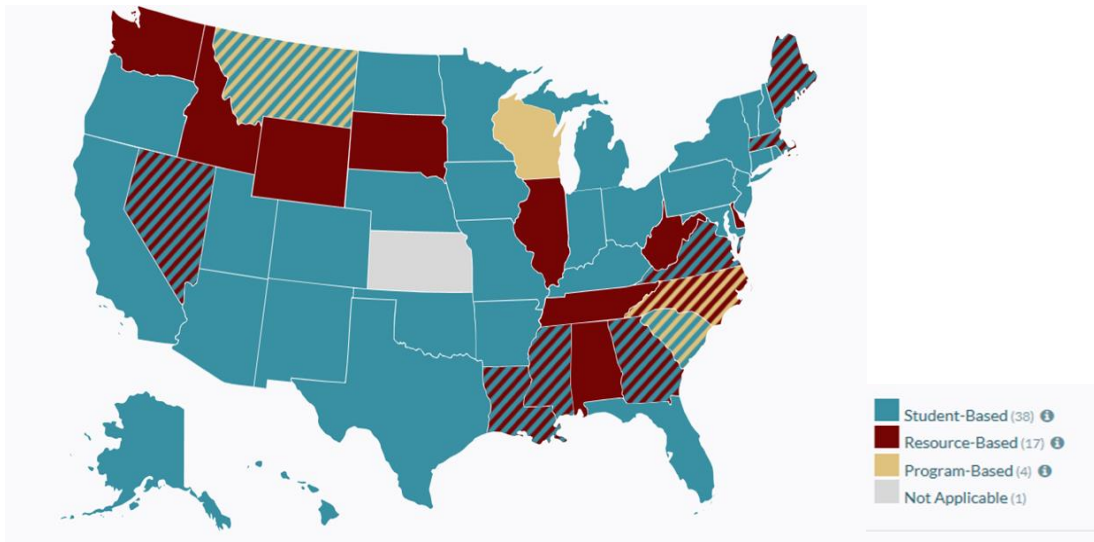 Student-Based (38)
Resource-Based (17)
Program-Based (4)
Not Applicable (1)